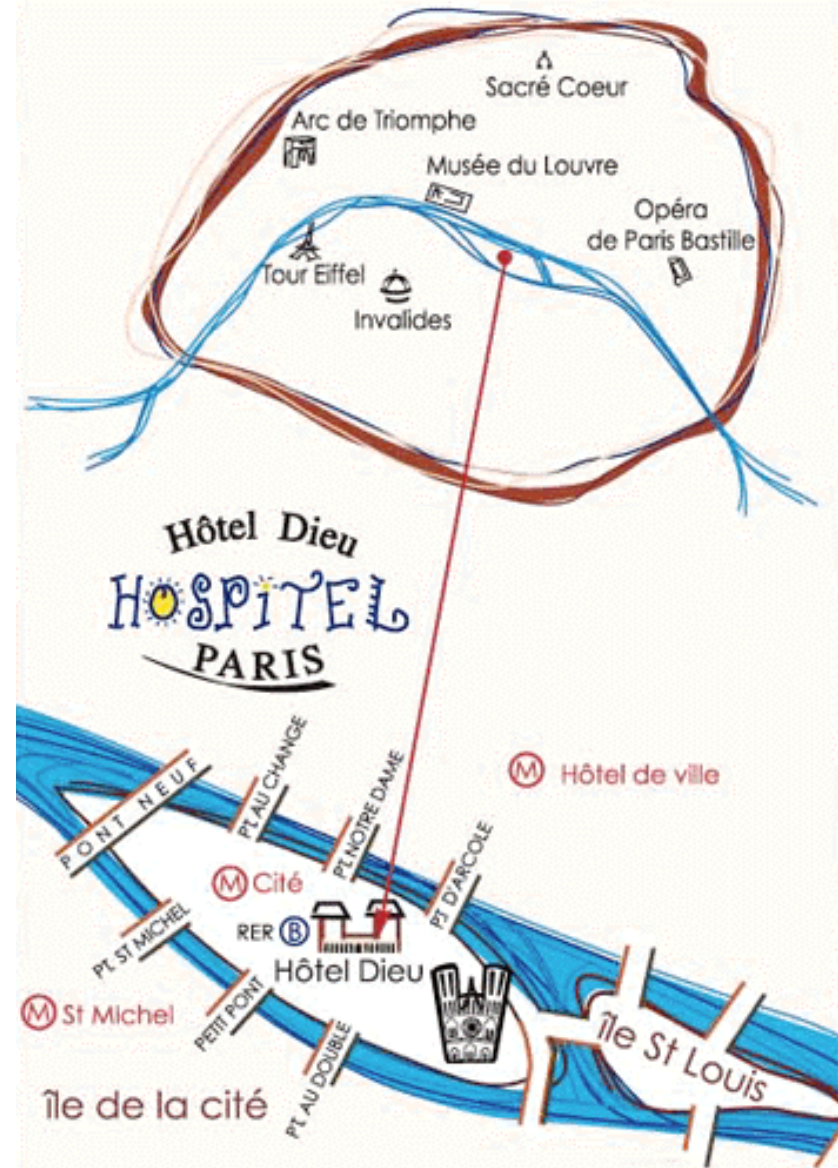 Sacré Coeur
Arc de Triomphe
Musée du Louvre
Opéra
de Paris Bastille
Tour Eiffel
Invalides
Hôtel Dieu
HOSPITEL
PARIS
PONT NEUF
PT. AU CHANGE
PT. NOTRE DAME
PT. D'ARCOLE
M Hôtel de ville
M Cité
RER B
Hôtel Dieu
PT. ST MICHEL
M St Michel
PETIT PONT
PT. AU DOUBLE
île St Louis
île de la cité